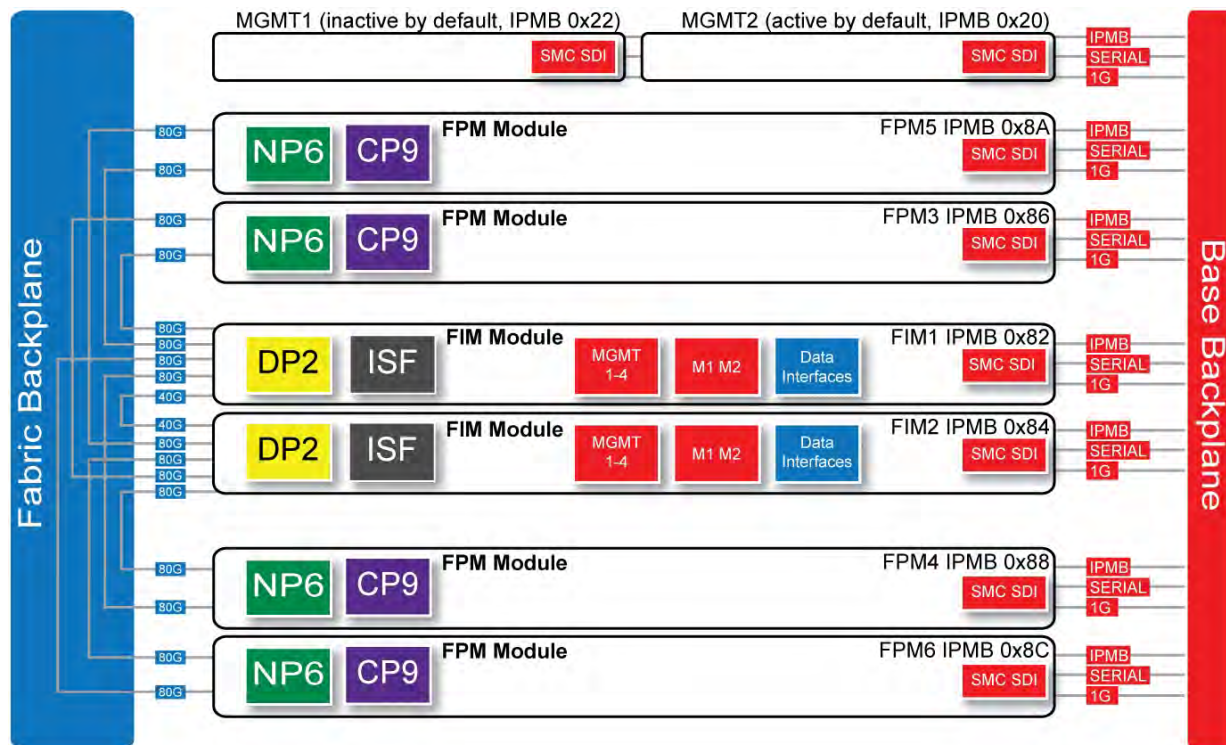 MGMT1 (inactive by default, IPMB 0x22)
MGMT2 (active by default, IPMB 0x20)
SMC SDI
SMC SDI
IPMB
SERIAL
1G
Fabric Backplane
Base Backplane
80G
80G
FPM Module
NP6
CP9
FPM5 IPMB 0x8A
SMC SDI
IPMB
SERIAL
1G
80G
80G
FPM Module
NP6
CP9
FPM3 IPMB 0x86
SMC SDI
IPMB
SERIAL
1G
80G
80G
80G
80G
40G
FIM Module
DP2
ISF
MGMT
1-4
M1 M2
Data
Interfaces
FIM1 IPMB 0x82
SMC SDI
IPMB
SERIAL
1G
40G
80G
80G
80G
80G
FIM Module
DP2
ISF
MGMT
1-4
M1 M2
Data
Interfaces
FIM2 IPMB 0x84
SMC SDI
IPMB
SERIAL
1G
80G
80G
FPM Module
NP6
CP9
FPM4 IPMB 0x88
SMC SDI
IPMB
SERIAL
1G
80G
80G
FPM Module
NP6
CP9
FPM6 IPMB 0x8C
SMC SDI
IPMB
SERIAL
1G